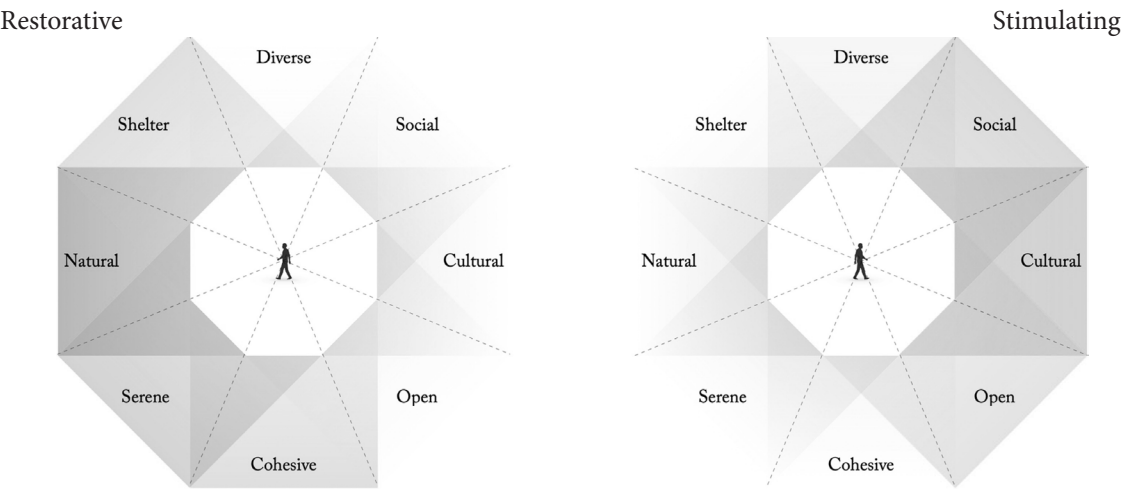 Restorative
Diverse
Shelter
Social
Natural
Cultural
Serene
Open
Cohesive
Stimulating
Diverse
Shelter
Social
Natural
Cultural
Serene
Open
Cohesive